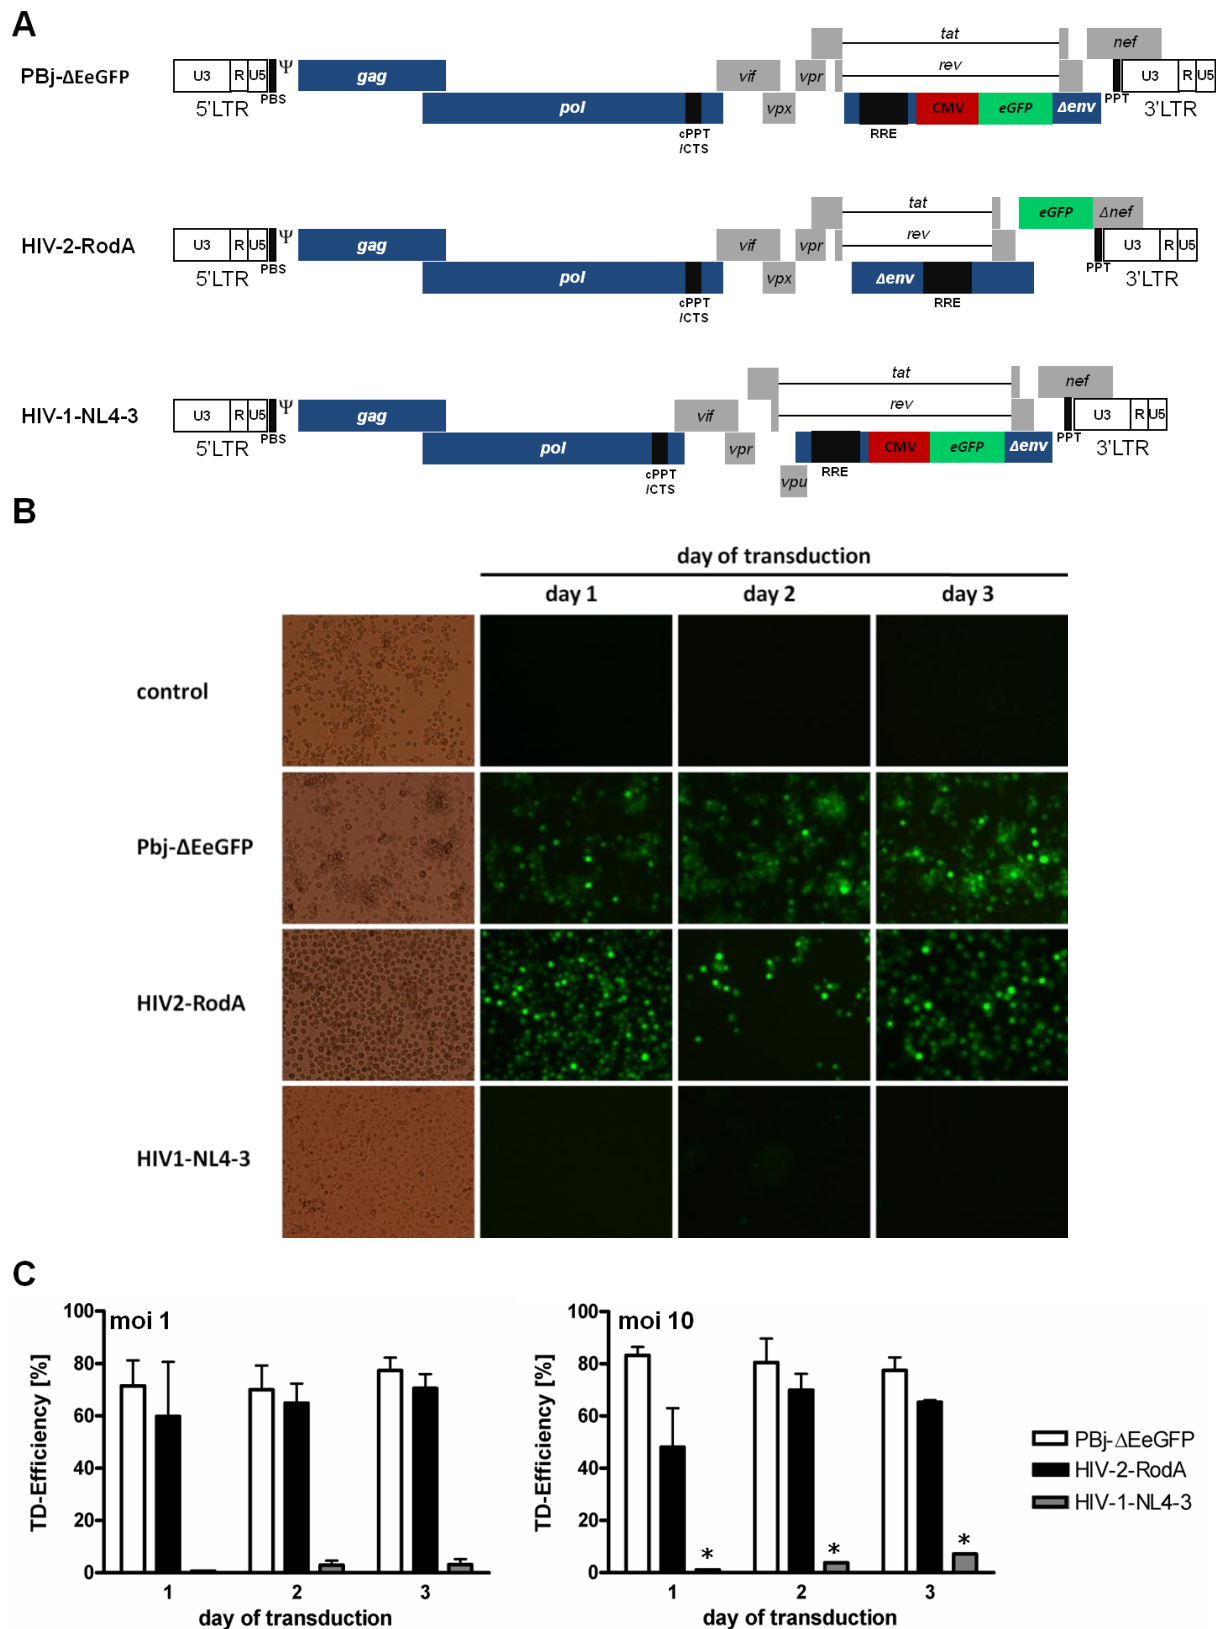 A
PBj-ΔEeGFP
U3 R U5 Ψ gag vif vpr tat nef U3 R U5
PBS rev PPT
5'LTR pol vpx CMV eGFP Δenv 3'LTR
cPPT
/CTS
RRE
HIV-2-RodA
U3 R U5 Ψ gag vif vpr tat eGFP Δnef U3 R U5
PBS rev PPT
5'LTR pol vpx Δenv 3'LTR
cPPT
/CTS
RRE
HIV-1-NL4-3
U3 R U5 Ψ gag vif tat nef U3 R U5
PBS rev PPT
5'LTR pol vpr CMV eGFP Δenv 3'LTR
cPPT
/CTS
RRE
vpu
B
day of transduction
day 1 day 2 day 3
control
Pbj-ΔEeGFP
HIV2-RodA
HIV1-NL4-3
C
moi 1
TD-Efficiency [%]
100
80
60
40
20
0
1 2 3
day of transduction
moi 10
TD-Efficiency [%]
100
80
60
40
20
0
* * *
1 2 3
day of transduction
PBj-ΔEeGFP
HIV-2-RodA
HIV-1-NL4-3